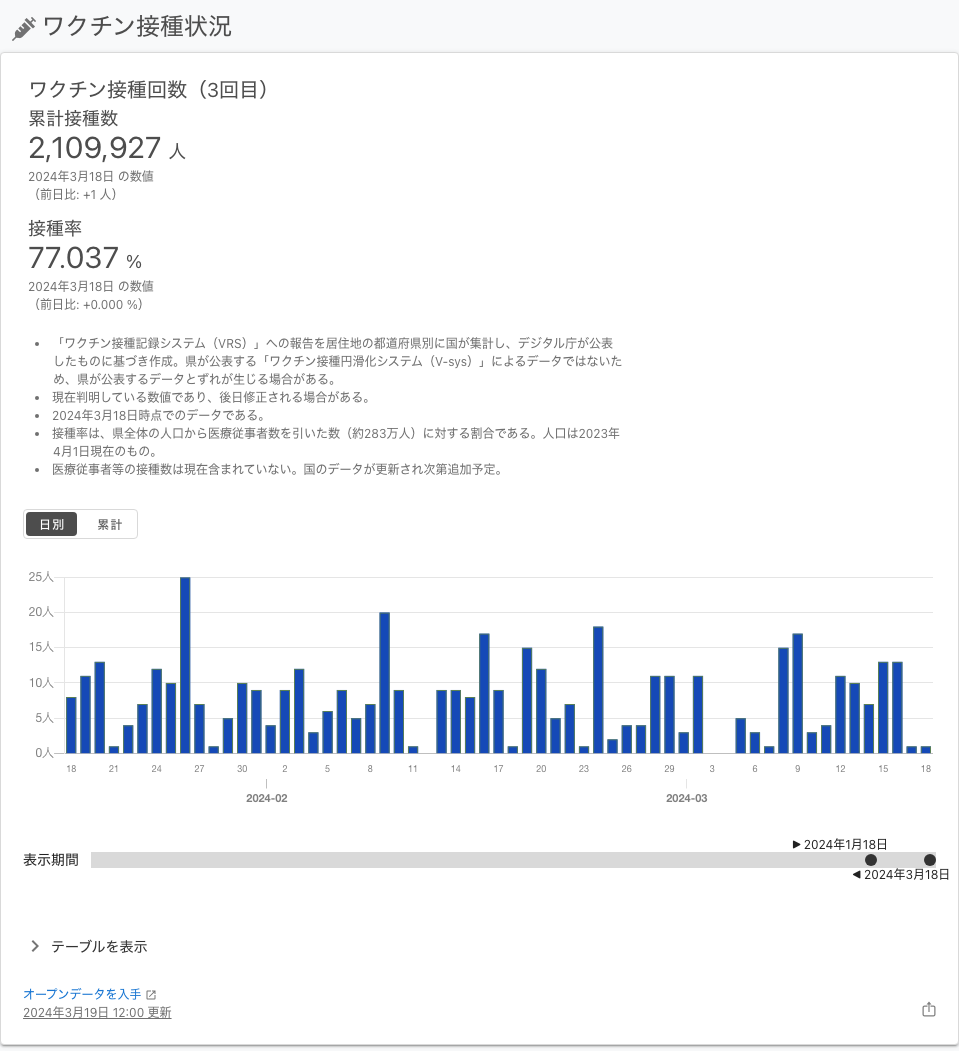 ワクチン接種状況
ワクチン接種回数（3回目）
累計接種数
2,109,927 人
2024年3月18日 の数値
（前日比: +1 人）
接種率
77.037 %
2024年3月18日 の数値
（前日比: +0.000 %）
• 「ワクチン接種記録システム（VRS）」への報告を居住地の都道府県別に国が集計し、デジタル庁が公表
したものに基づき作成。県が公表する「ワクチン接種円滑化システム（V-sys）」によるデータではないた
め、県が公表するデータとずれが生じる場合がある。
• 現在判明している数値であり、後日修正される場合がある。
• 2024年3月18日時点でのデータである。
• 接種率は、県全体の人口から医療従事者数を引いた数（約283万人）に対する割合である。人口は2023年
4月1日現在のもの。
• 医療従事者等の接種数は現在含まれていない。国のデータが更新され次第追加予定。
日別 累計
25人
20人
15人
10人
5人
0人
18 21 24 27 30 2 5 8 11 14 17 20 23 26 29 3 6 9 12 15 18
2024-02 2024-03
2024年1月18日
表示期間
2024年3月18日
テーブルを表示
オープンデータを入手
2024年3月19日 12:00 更新